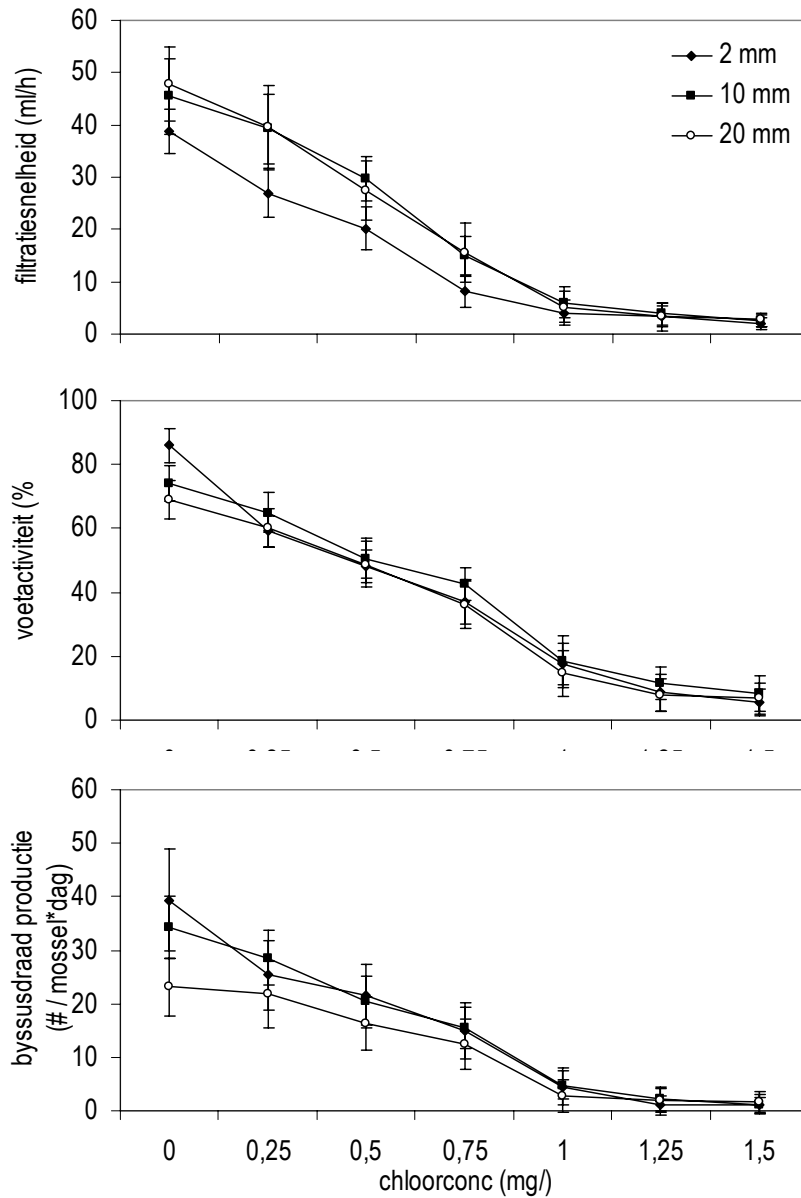 60
50
40
30
20
10
0
filtratiesnelheid (ml/h)
2 mm
10 mm
20 mm
100
80
60
40
20
0
voetactiviteit (%
60
50
40
30
20
10
0
byssusdraad productie
(# / mossel*dag)
0 0,25 0,5 0,75 1 1,25 1,5
chloorconc (mg/)